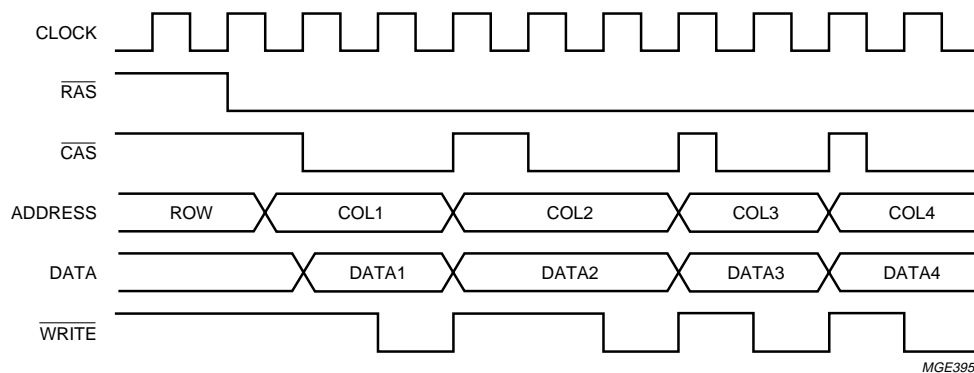 CLOCK
RAS
CAS
ADDRESS ROW COL1 COL2 COL3 COL4
DATA DATA1 DATA2 DATA3 DATA4
WRITE
MGE395